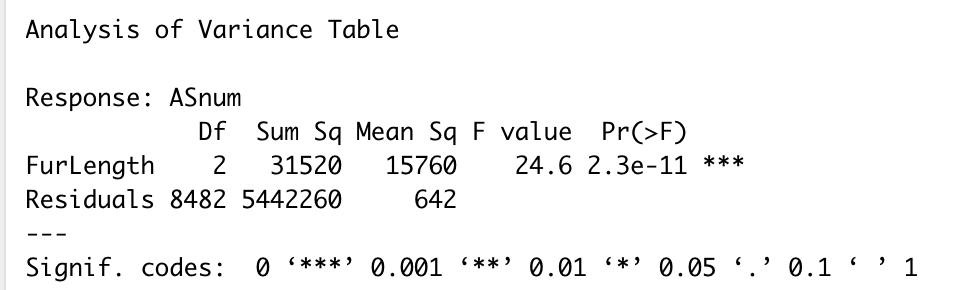 Analysis of Variance Table
Response: ASnum
Df Sum Sq Mean Sq F value Pr(>F)
FurLength 2 31520 15760 24.6 2.3e-11 ***
Residuals 8482 5442260 642
---
Signif. codes: 0 ‘***’ 0.001 ‘**’ 0.01 ‘*’ 0.05 ‘.’ 0.1 ‘ ’ 1